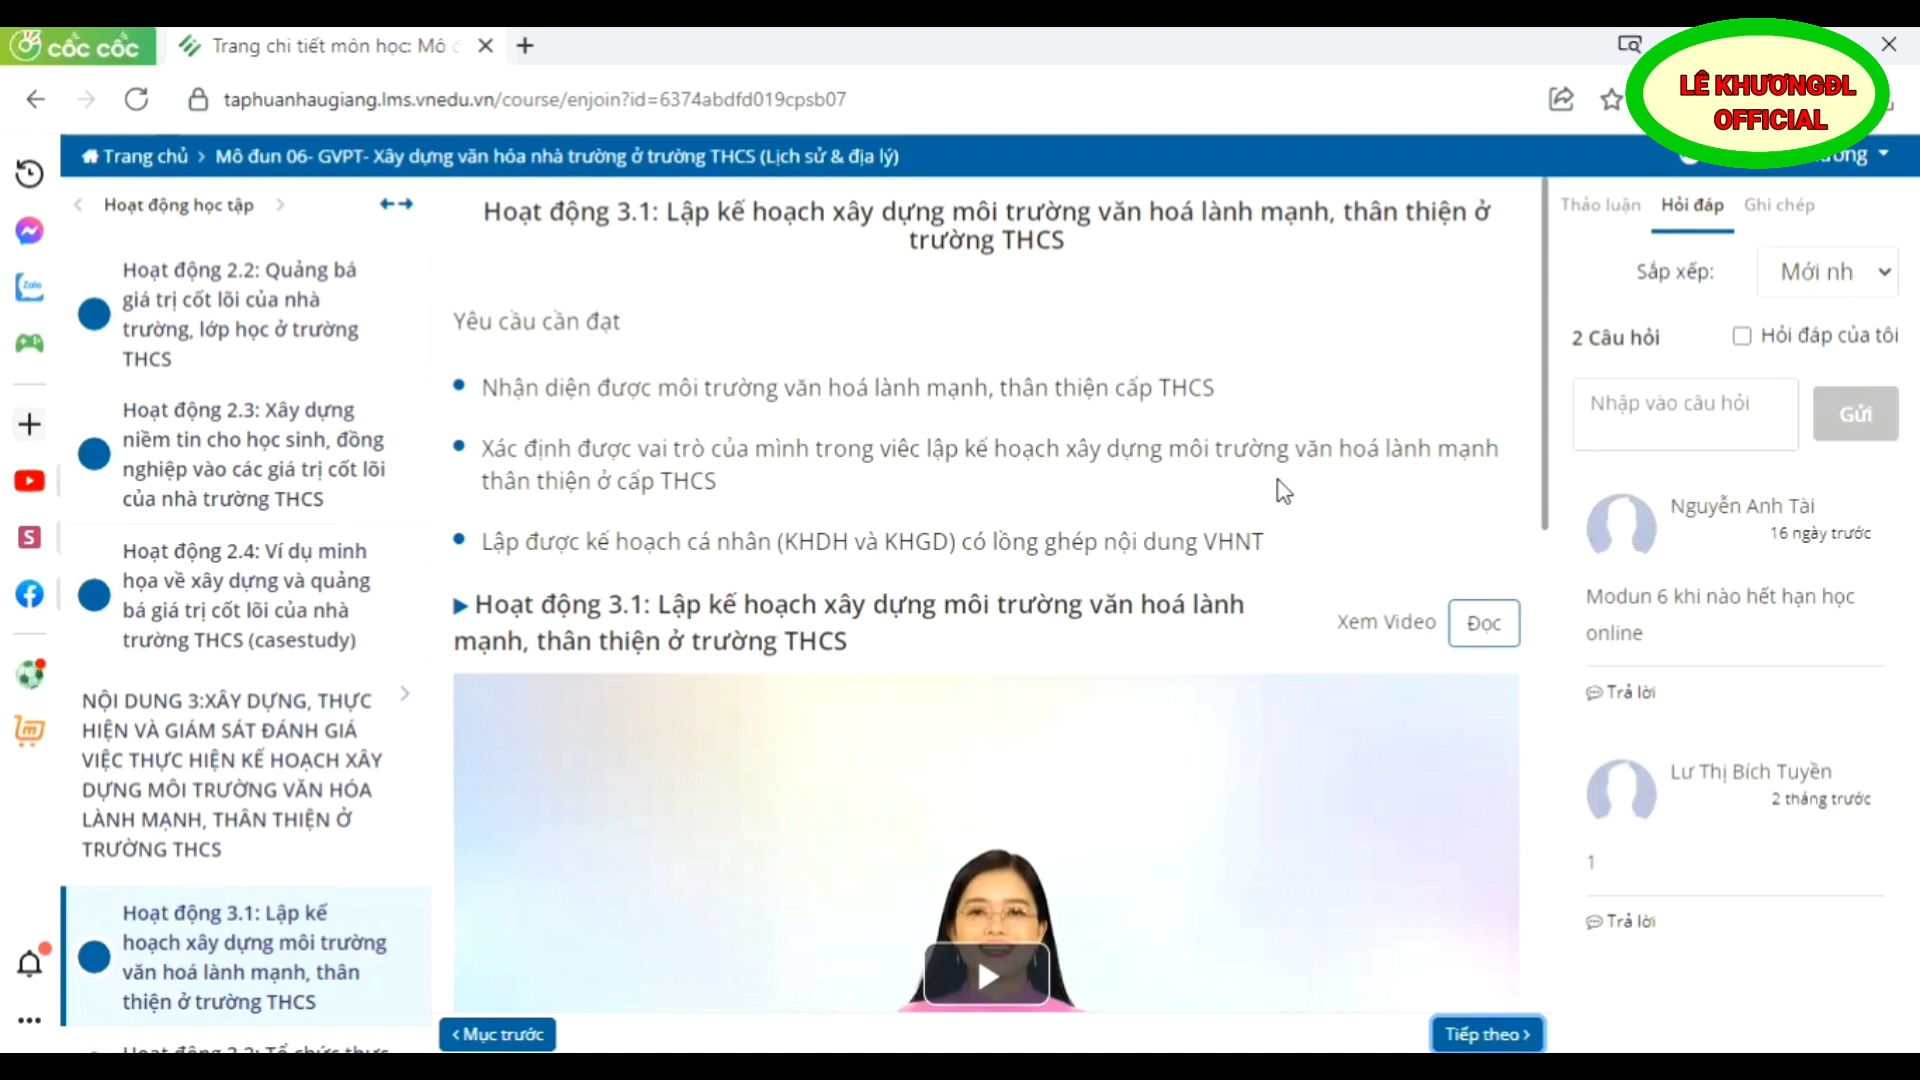 cốc cốc
Trang chi tiết môn học: Mô
taphuanhaugiang.lms.vnedu.vn/course/enjoin?id=6374abdfd019cpsb07
LÊ KHƯƠNGĐL
OFFICIAL
Trang chủ > Mô đun 06- GVPT- Xây dựng văn hóa nhà trường ở trường THCS (Lịch sử & địa lý)
Hoạt động học tập
Hoạt động 2.2: Quảng bá
giá trị cốt lõi của nhà
trường, lớp học ở trường
THCS
Hoạt động 2.3: Xây dựng
niềm tin cho học sinh, đồng
nghiệp vào các giá trị cốt lõi
của nhà trường THCS
Hoạt động 2.4: Ví dụ minh
họa về xây dựng và quảng
bá giá trị cốt lõi của nhà
trường THCS (casestudy)
NỘI DUNG 3:XÂY DỰNG, THỰC
HIỆN VÀ GIÁM SÁT ĐÁNH GIÁ
VIỆC THỰC HIỆN KẾ HOẠCH XÂY
DỰNG MÔI TRƯỜNG VĂN HÓA
LÀNH MẠNH, THÂN THIỆN Ở
TRƯỜNG THCS
Hoạt động 3.1: Lập kế
hoạch xây dựng môi trường
văn hoá lành mạnh, thân
thiện ở trường THCS
Hoạt động 3.1: Lập kế hoạch xây dựng môi trường văn hoá lành mạnh, thân thiện ở
trường THCS
Yêu cầu cần đạt
Nhận diện được môi trường văn hoá lành mạnh, thân thiện cấp THCS
Xác định được vai trò của mình trong viêc lập kế hoạch xây dựng môi trường văn hoá lành mạnh
thân thiện ở cấp THCS
Lập được kế hoạch cá nhân (KHDH và KHGD) có lồng ghép nội dung VHNT
Hoạt động 3.1: Lập kế hoạch xây dựng môi trường văn hoá lành
mạnh, thân thiện ở trường THCS
Xem Video
Đọc
< Mục trước
Tiếp theo >
Thảo luận Hỏi đáp Ghi chép
Sắp xếp: Mới nh
2 Câu hỏi Hỏi đáp của tôi
Nhập vào câu hỏi Gửi
Nguyễn Anh Tài
16 ngày trước
Modun 6 khi nào hết hạn học
online
Trả lời
Lư Thị Bích Tuyền
2 tháng trước
1
Trả lời
Zalo
S